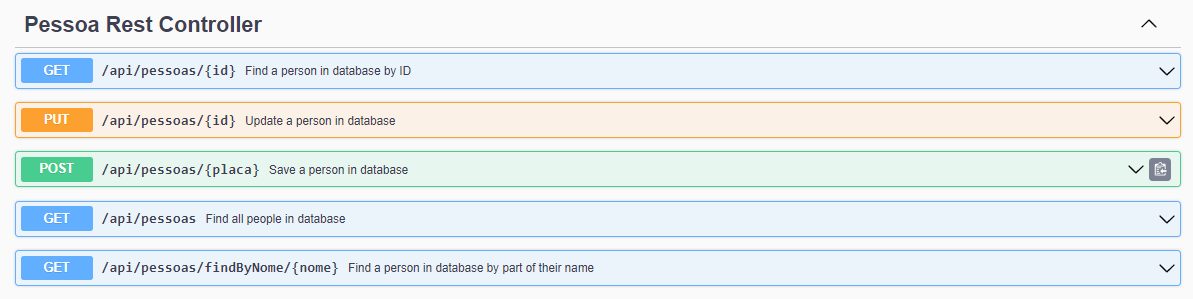 Pessoa Rest Controller
GET /api/pessoas/{id} Find a person in database by ID
PUT /api/pessoas/{id} Update a person in database
POST /api/pessoas/{placa} Save a person in database
GET /api/pessoas Find all people in database
GET /api/pessoas/findByNome/{nome} Find a person in database by part of their name